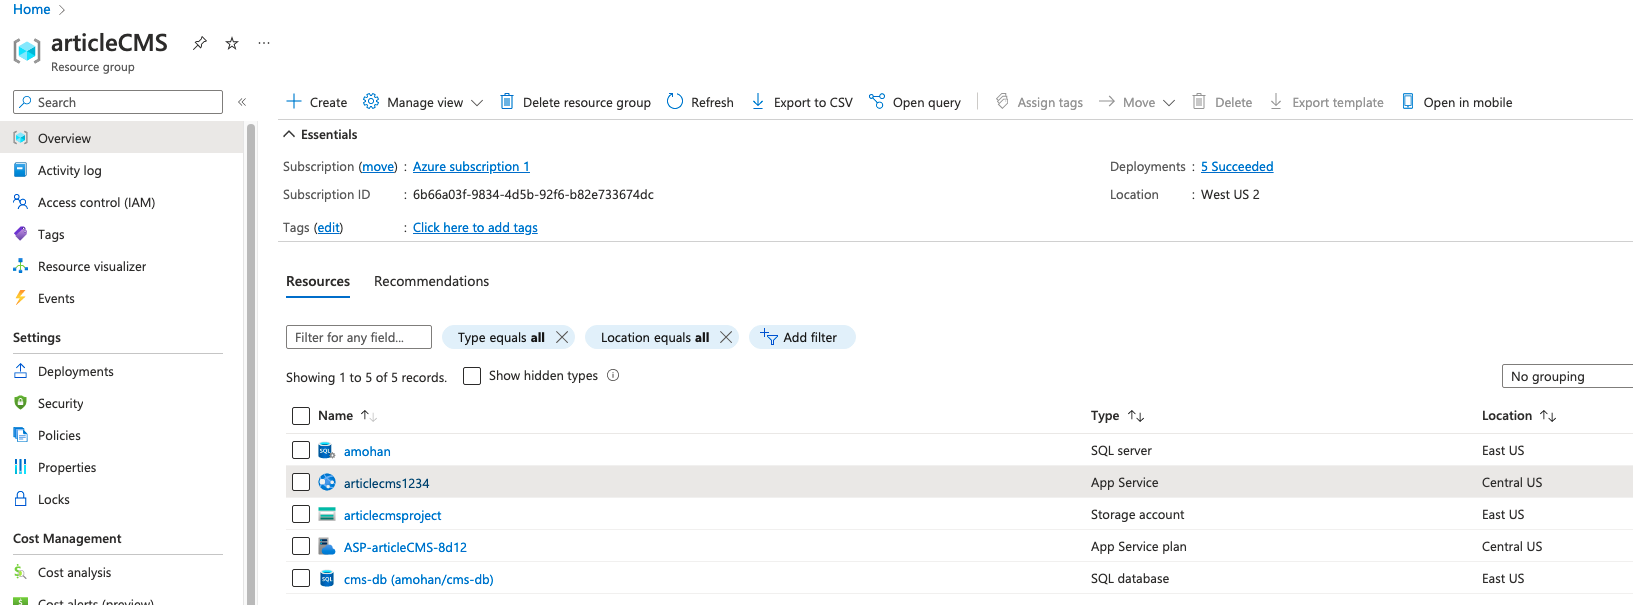 Home
articleCMS
Resource group
Search
Overview
Activity log
Access control (IAM)
Tags
Resource visualizer
Events
Settings
Deployments
Security
Policies
Properties
Locks
Cost Management
Cost analysis
Cost alerts (preview)
Create Manage view Delete resource group Refresh Export to CSV Open query Assign tags Move Delete Export template Open in mobile
Essentials
Subscription (move) : Azure subscription 1
Subscription ID : 6b66a03f-9834-4d5b-92f6-b82e733674dc
Tags (edit) : Click here to add tags
Deployments : 5 Succeeded
Location : West US 2
Resources Recommendations
Filter for any field... Type equals all Location equals all Add filter
Showing 1 to 5 of 5 records. Show hidden types
No grouping
Name Type Location
amohan SQL server East US
articlecms1234 App Service Central US
articlecmsproject Storage account East US
ASP-articleCMS-8d12 App Service plan Central US
cms-db (amohan/cms-db) SQL database East US